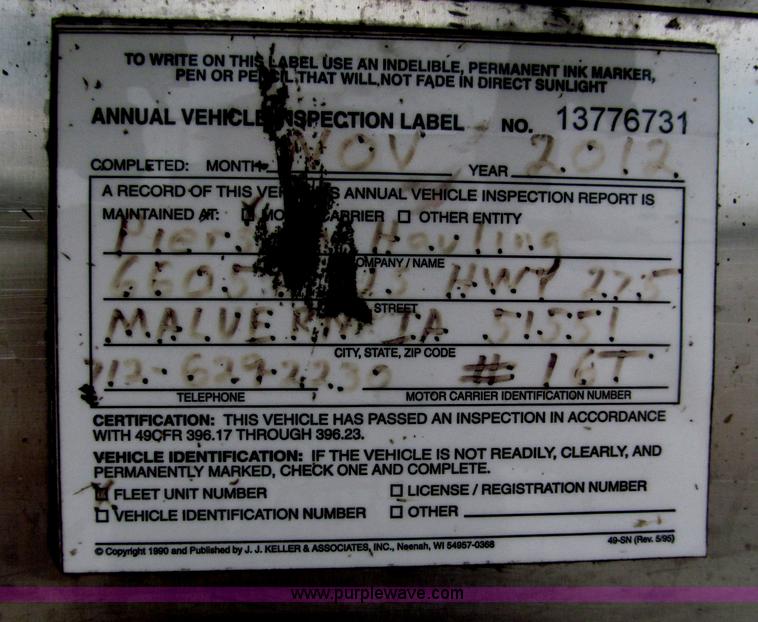 TO WRITE ON THIS LABEL USE AN INDELIBLE, PERMANENT INK MARKER,
PEN OR PENCIL THAT WILL NOT FADE IN DIRECT SUNLIGHT
ANNUAL VEHICLE INSPECTION LABEL NO. 13776731
COMPLETED: MONTH NOV YEAR 2012
A RECORD OF THIS VEHICLE'S ANNUAL VEHICLE INSPECTION REPORT IS
MAINTAINED AT: MOTOR CARRIER OTHER ENTITY
Hauling
COMPANY / NAME
6605 HWY 275
STREET
MALVERN IA 51551
CITY, STATE, ZIP CODE
712-629-2230 # 16T
TELEPHONE MOTOR CARRIER IDENTIFICATION NUMBER
CERTIFICATION: THIS VEHICLE HAS PASSED AN INSPECTION IN ACCORDANCE
WITH 49CFR 396.17 THROUGH 396.23.
VEHICLE IDENTIFICATION: IF THE VEHICLE IS NOT READILY, CLEARLY, AND
PERMANENTLY MARKED, CHECK ONE AND COMPLETE.
FLEET UNIT NUMBER LICENSE / REGISTRATION NUMBER
VEHICLE IDENTIFICATION NUMBER OTHER
© Copyright 1990 and Published by J. J. KELLER & ASSOCIATES, INC., Neenah, WI 54957-0368 49-SN (Rev. 5/95)
www.purplewave.com